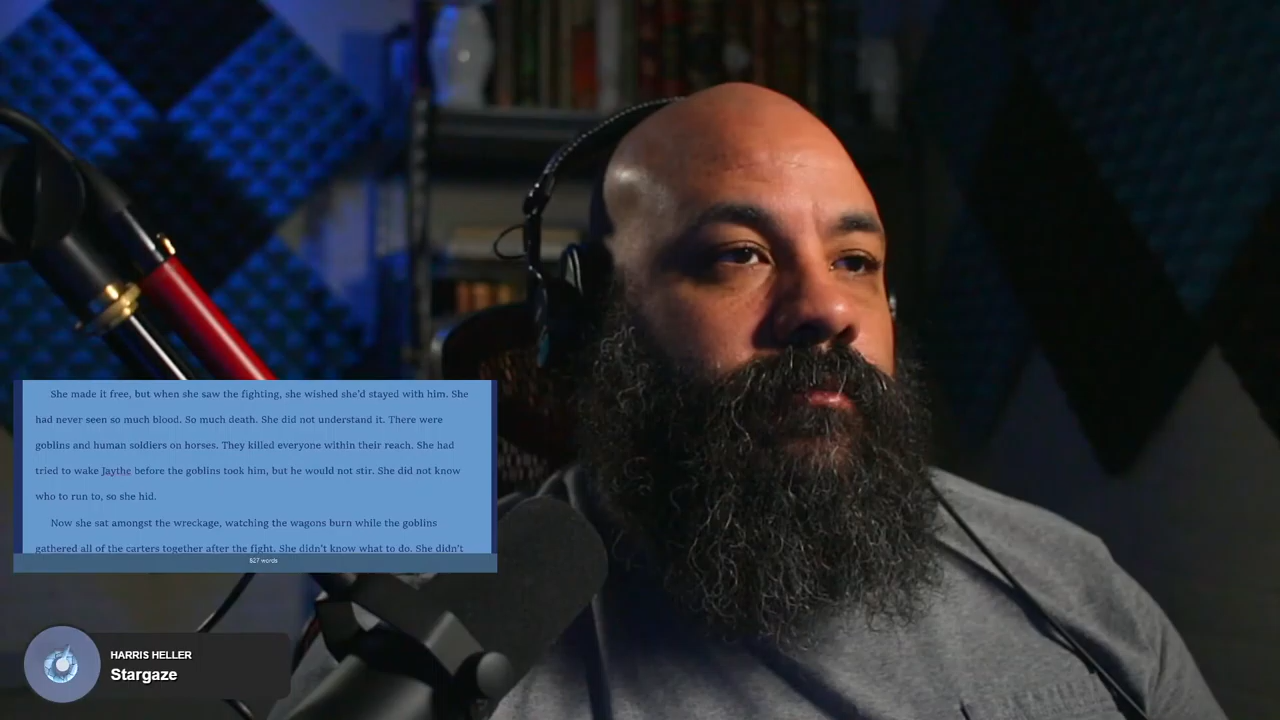 She made it free, but when she saw the fighting, she wished she'd stayed with him. She
had never seen so much blood. So much death. She did not understand it. There were
goblins and human soldiers on horses. They killed everyone within their reach. She had
tried to wake Jaythe before the goblins took him, but he would not stir. She did not know
who to run to, so she hid.
Now she sat amongst the wreckage, watching the wagons burn while the goblins
gathered all of the carters together after the fight. She didn't know what to do. She didn't
827 words
HARRIS HELLER
Stargaze